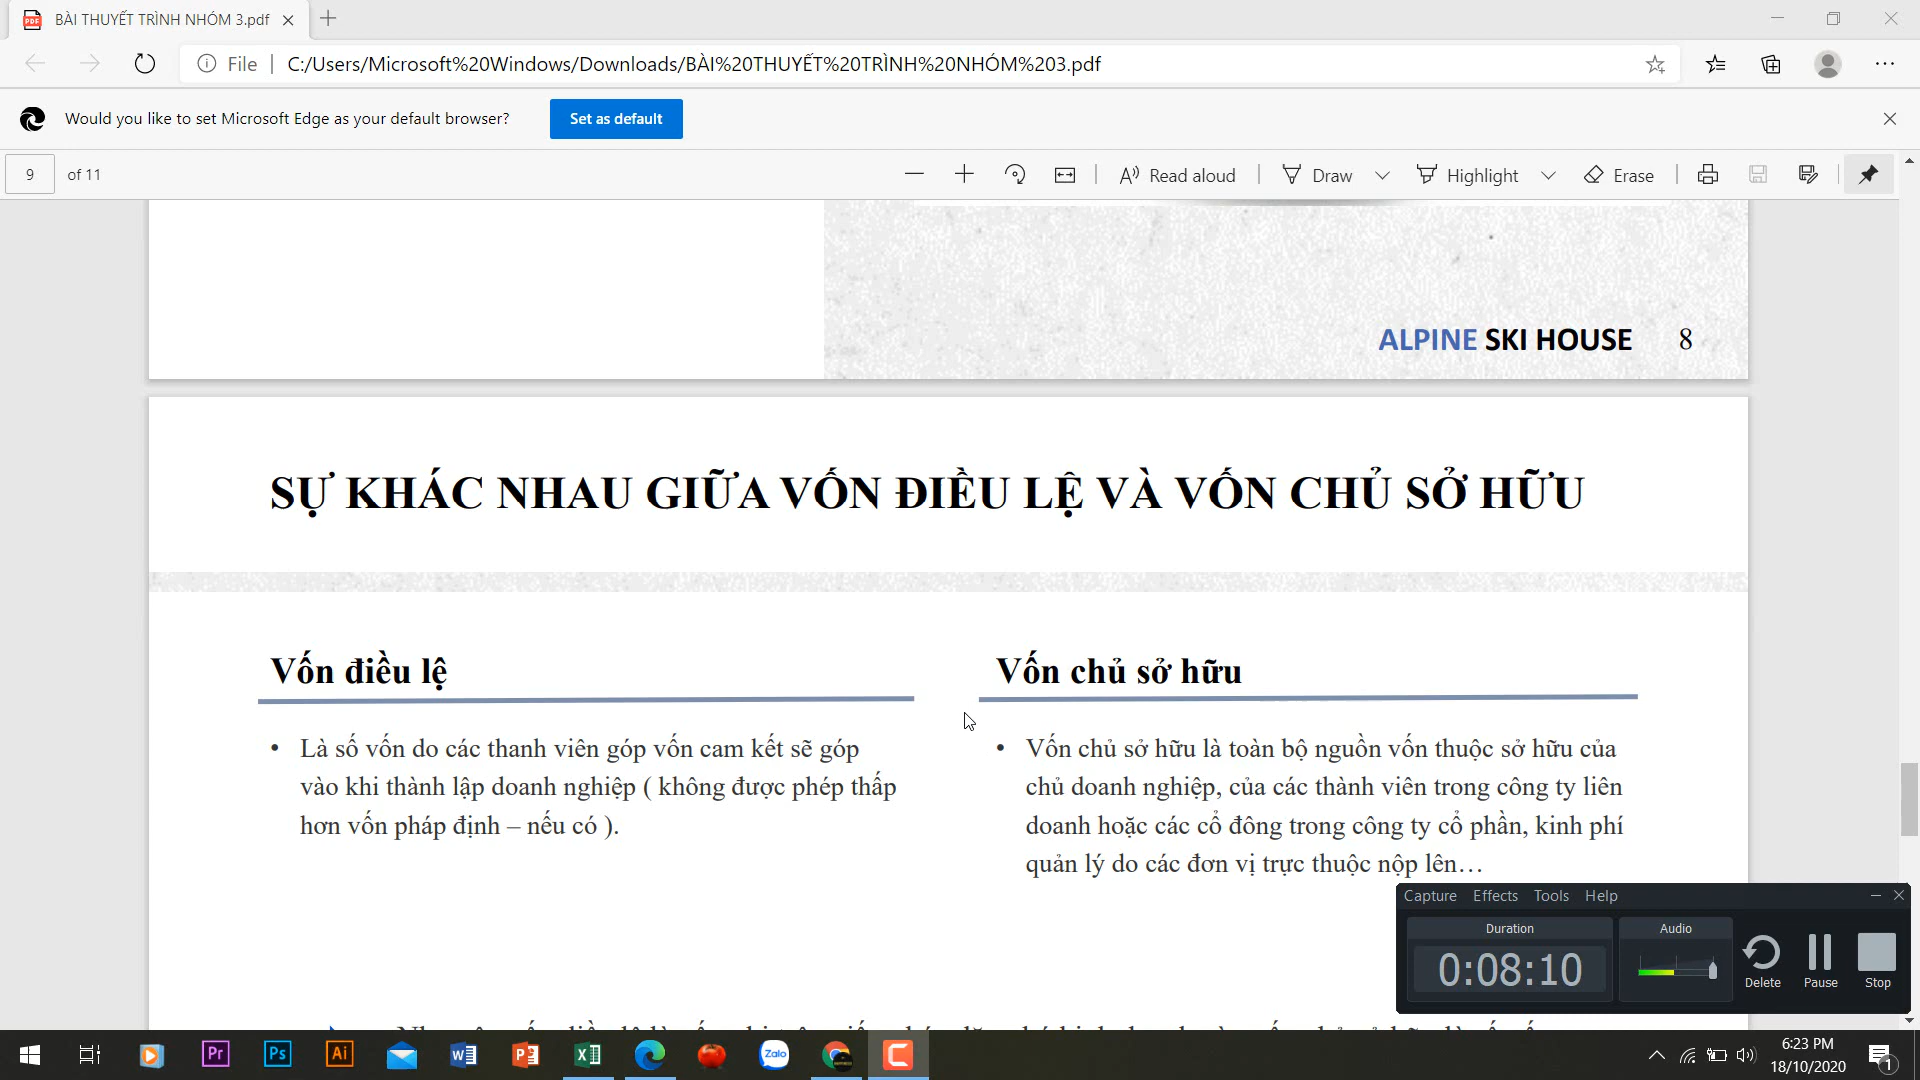 BÀI THUYẾT TRÌNH NHÓM 3.pdf
File
C:/Users/Microsoft%20Windows/Downloads/BÀI%20THUYẾT%20TRÌNH%20NHÓM%203.pdf
Would you like to set Microsoft Edge as your default browser?
Set as default
9 of 11
Read aloud
Draw
Highlight
Erase
ALPINE SKI HOUSE 8
SỰ KHÁC NHAU GIỮA VỐN ĐIỀU LỆ VÀ VỐN CHỦ SỞ HỮU
Vốn điều lệ
• Là số vốn do các thanh viên góp vốn cam kết sẽ góp
vào khi thành lập doanh nghiệp ( không được phép thấp
hơn vốn pháp định – nếu có ).
Vốn chủ sở hữu
• Vốn chủ sở hữu là toàn bộ nguồn vốn thuộc sở hữu của
chủ doanh nghiệp, của các thành viên trong công ty liên
doanh hoặc các cổ đông trong công ty cổ phần, kinh phí
quản lý do các đơn vị trực thuộc nộp lên…
Capture Effects Tools Help
Duration
0:08:10
Audio
Delete
Pause
Stop
Pr
Ps
Ai
Zalo
6:23 PM
18/10/2020
1